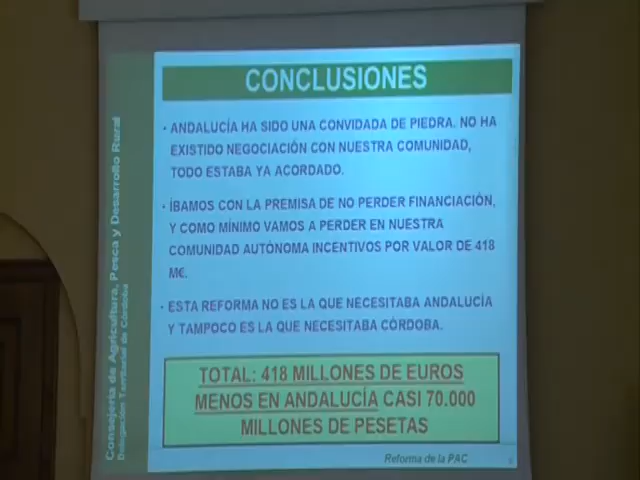 CONCLUSIONES
- ANDALUCÍA HA SIDO UNA CONVIDADA DE PIEDRA. NO HA
EXISTIDO NEGOCIACIÓN CON NUESTRA COMUNIDAD,
TODO ESTABA YA ACORDADO.
- ÍBAMOS CON LA PREMISA DE NO PERDER FINANCIACIÓN,
Y COMO MÍNIMO VAMOS A PERDER EN NUESTRA
COMUNIDAD AUTÓNOMA INCENTIVOS POR VALOR DE 418
M€.
- ESTA REFORMA NO ES LA QUE NECESITABA ANDALUCÍA
Y TAMPOCO ES LA QUE NECESITABA CÓRDOBA.
TOTAL: 418 MILLONES DE EUROS
MENOS EN ANDALUCÍA CASI 70.000
MILLONES DE PESETAS
Reforma de la PAC
Consejería de Agricultura, Pesca y Desarrollo Rural
Delegación Territorial de Córdoba